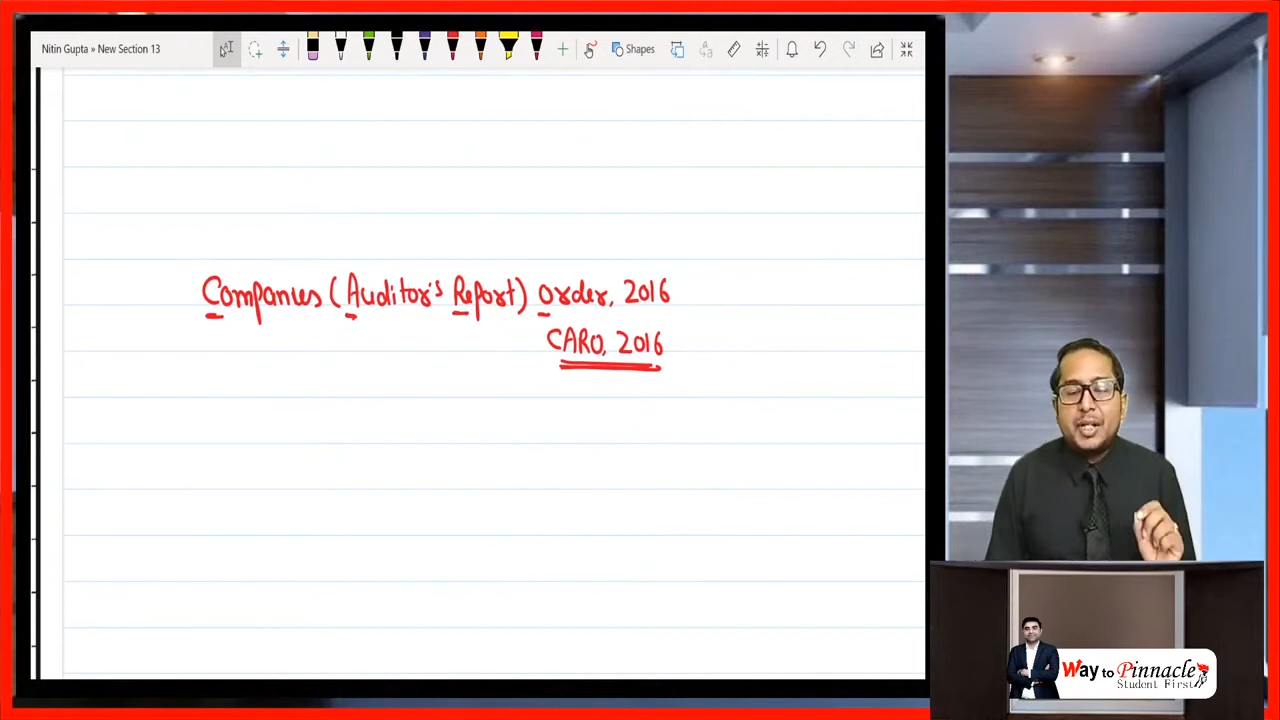 Nitin Gupta » New Section 13
Shapes
Companies (Auditor's Report) Order, 2016
CARO, 2016
Way to Pinnacle
Student First